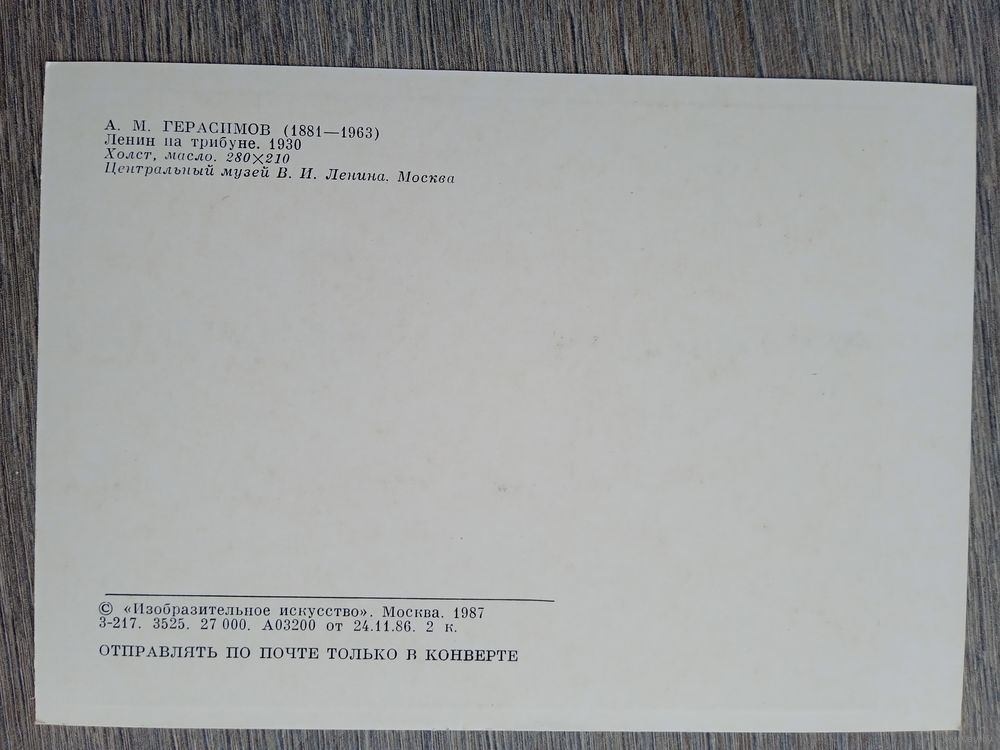 А. М. ГЕРАСИМОВ (1881—1963)
Ленин на трибуне. 1930
Холст, масло. 280×210
Центральный музей В. И. Ленина. Москва
© «Изобразительное искусство». Москва. 1987
3-217. 3525. 27 000. А03200 от 24.11.86. 2 к.
ОТПРАВЛЯТЬ ПО ПОЧТЕ ТОЛЬКО В КОНВЕРТЕ